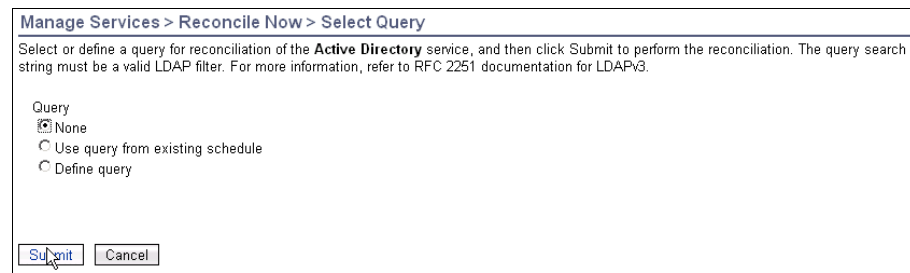 Manage Services > Reconcile Now > Select Query
Select or define a query for reconciliation of the Active Directory service, and then click Submit to perform the reconciliation. The query search
string must be a valid LDAP filter. For more information, refer to RFC 2251 documentation for LDAPv3.
Query
None
Use query from existing schedule
Define query
Submit Cancel